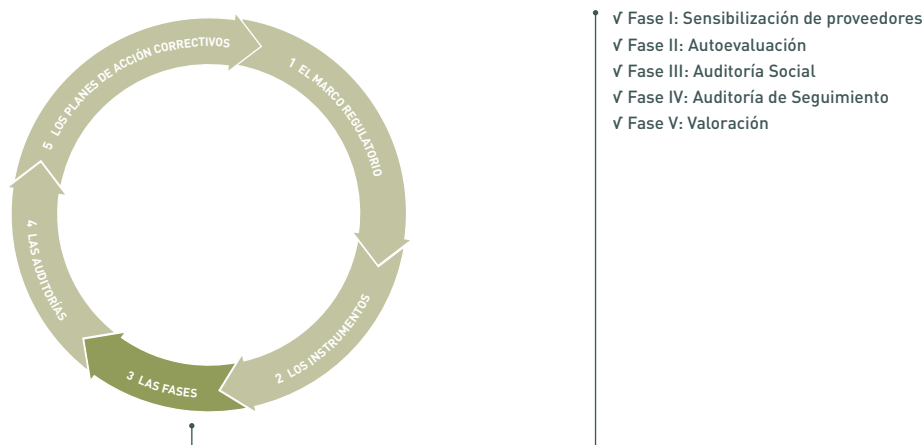 1 EL MARCO REGULATORIO
2 LOS INSTRUMENTOS
3 LAS FASES
4 LAS AUDITORÍAS
5 LOS PLANES DE ACCIÓN CORRECTIVOS
√ Fase I: Sensibilización de proveedores
√ Fase II: Autoevaluación
√ Fase III: Auditoría Social
√ Fase IV: Auditoría de Seguimiento
√ Fase V: Valoración